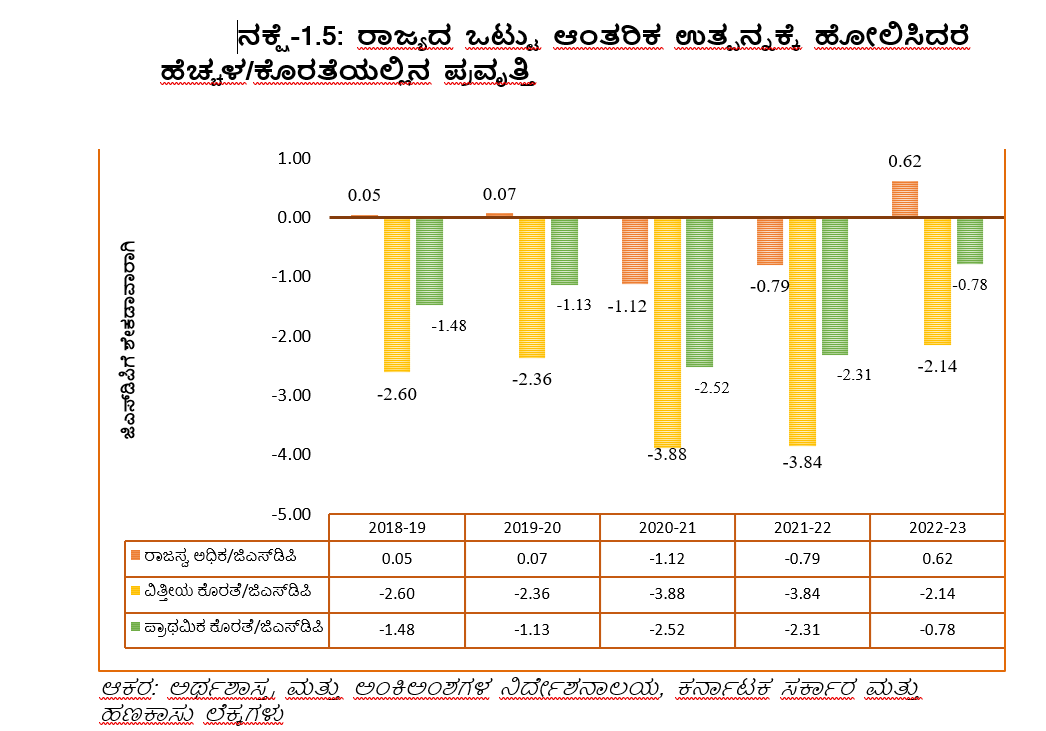 ನಕ್ಷೆ-1.5: ರಾಜ್ಯದ ಒಟ್ಟು ಆಂತರಿಕ ಉತ್ಪನ್ನಕ್ಕೆ ಹೋಲಿಸಿದರೆ
ಹೆಚ್ಚಳ/ಕೊರತೆಯಲ್ಲಿನ ಪ್ರವೃತ್ತಿ
ಜಿಎಸ್‌ಡಿಪಿಗೆ ಶೇಕಡಾವಾರಾಗಿ
1.00
0.00
-1.00
-2.00
-3.00
-4.00
-5.00
0.05
-2.60
-1.48
0.07
-2.36
-1.13
-1.12
-3.88
-2.52
-0.79
-3.84
-2.31
0.62
-2.14
-0.78
2018-19 2019-20 2020-21 2021-22 2022-23
ರಾಜಸ್ವ ಅಧಿಕ/ಜಿಎಸ್‌ಡಿಪಿ 0.05 0.07 -1.12 -0.79 0.62
ವಿತ್ತೀಯ ಕೊರತೆ/ಜಿಎಸ್‌ಡಿಪಿ -2.60 -2.36 -3.88 -3.84 -2.14
ಪ್ರಾಥಮಿಕ ಕೊರತೆ/ಜಿಎಸ್‌ಡಿಪಿ -1.48 -1.13 -2.52 -2.31 -0.78
ಆಕರ: ಅರ್ಥಶಾಸ್ತ್ರ ಮತ್ತು ಅಂಕಿಅಂಶಗಳ ನಿರ್ದೇಶನಾಲಯ, ಕರ್ನಾಟಕ ಸರ್ಕಾರ ಮತ್ತು
ಹಣಕಾಸು ಲೆಕ್ಕಗಳು